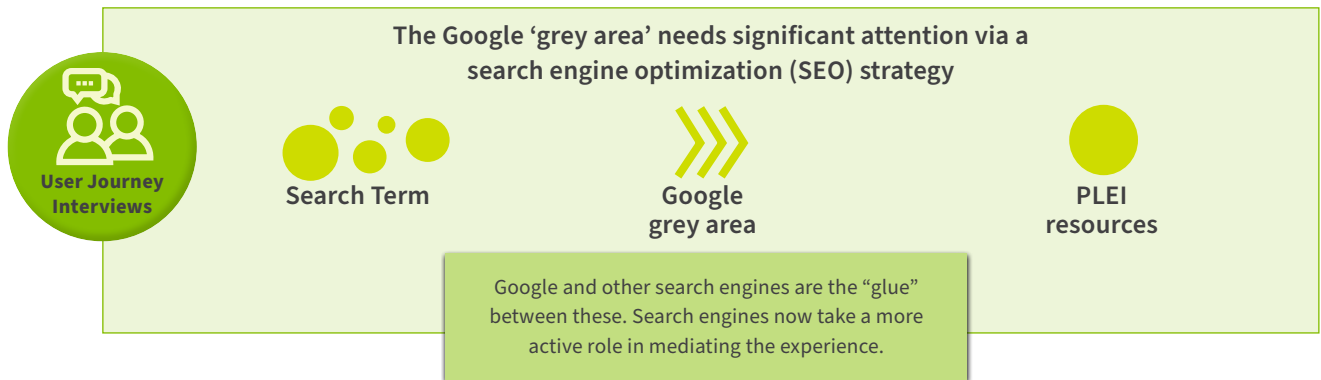 The Google ‘grey area’ needs significant attention via a
search engine optimization (SEO) strategy
User Journey
Interviews
Search Term
Google
grey area
PLEI
resources
Google and other search engines are the “glue”
between these. Search engines now take a more
active role in mediating the experience.